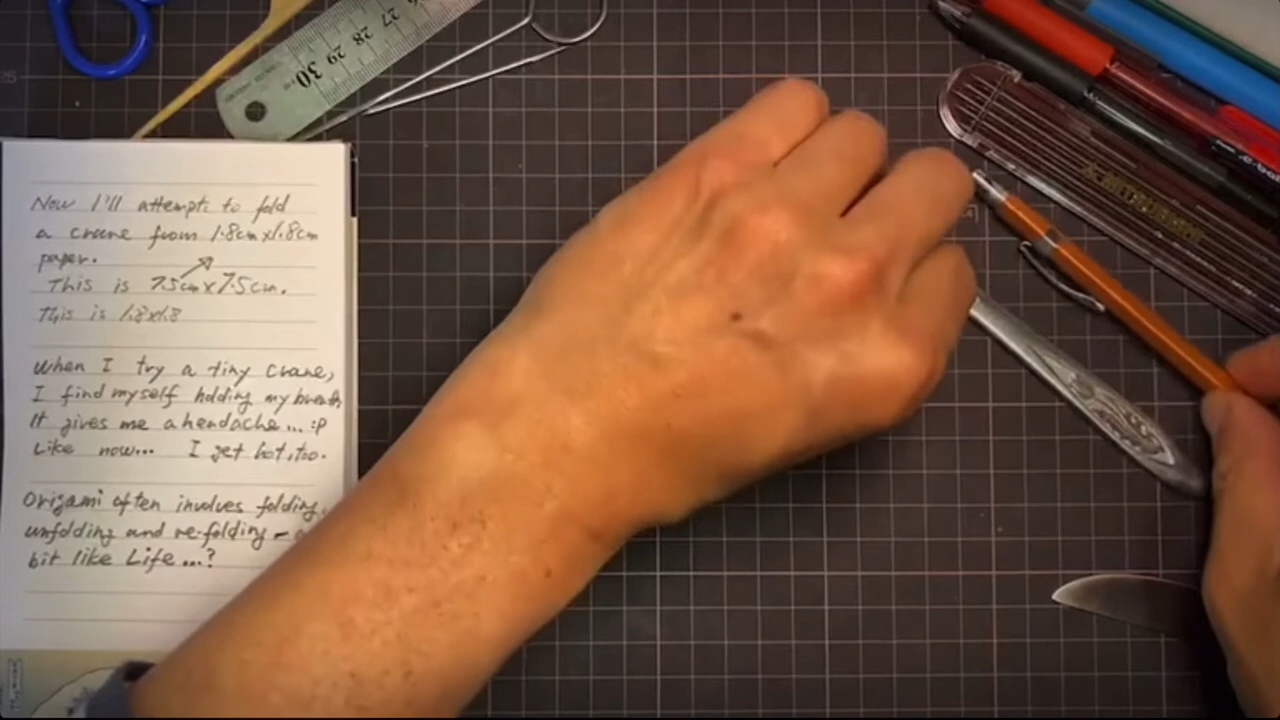 Now I'll attempt to fold
a crane from 1.8cm x 1.8cm
paper.
This is 7.5cm x 7.5cm.
This is 1.8x1.8
When I try a tiny crane,
I find myself holding my breath
It gives me a headache... :p
Like now... I get hot, too.
Origami often involves folding,
unfolding and re-folding -
bit like Life...?
27
28
29
30
MITSUBISHI